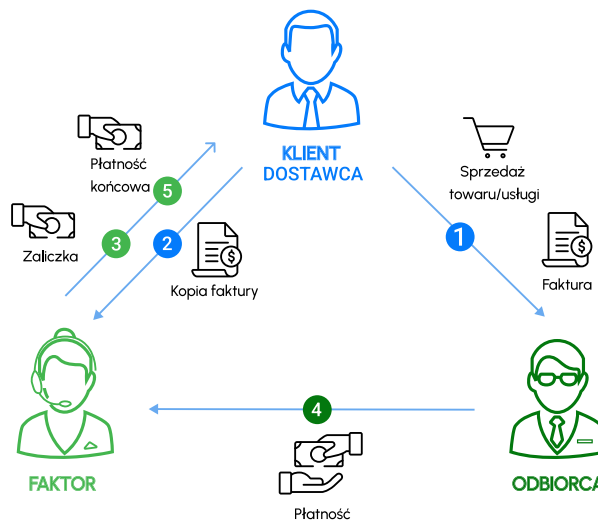 KLIENT
DOSTAWCA
Płatność
końcowa
5
Sprzedaż
towaru/usługi
Zaliczka
3
2
Kopia faktury
1
Faktura
4
Płatność
FAKTOR
ODBIORCA